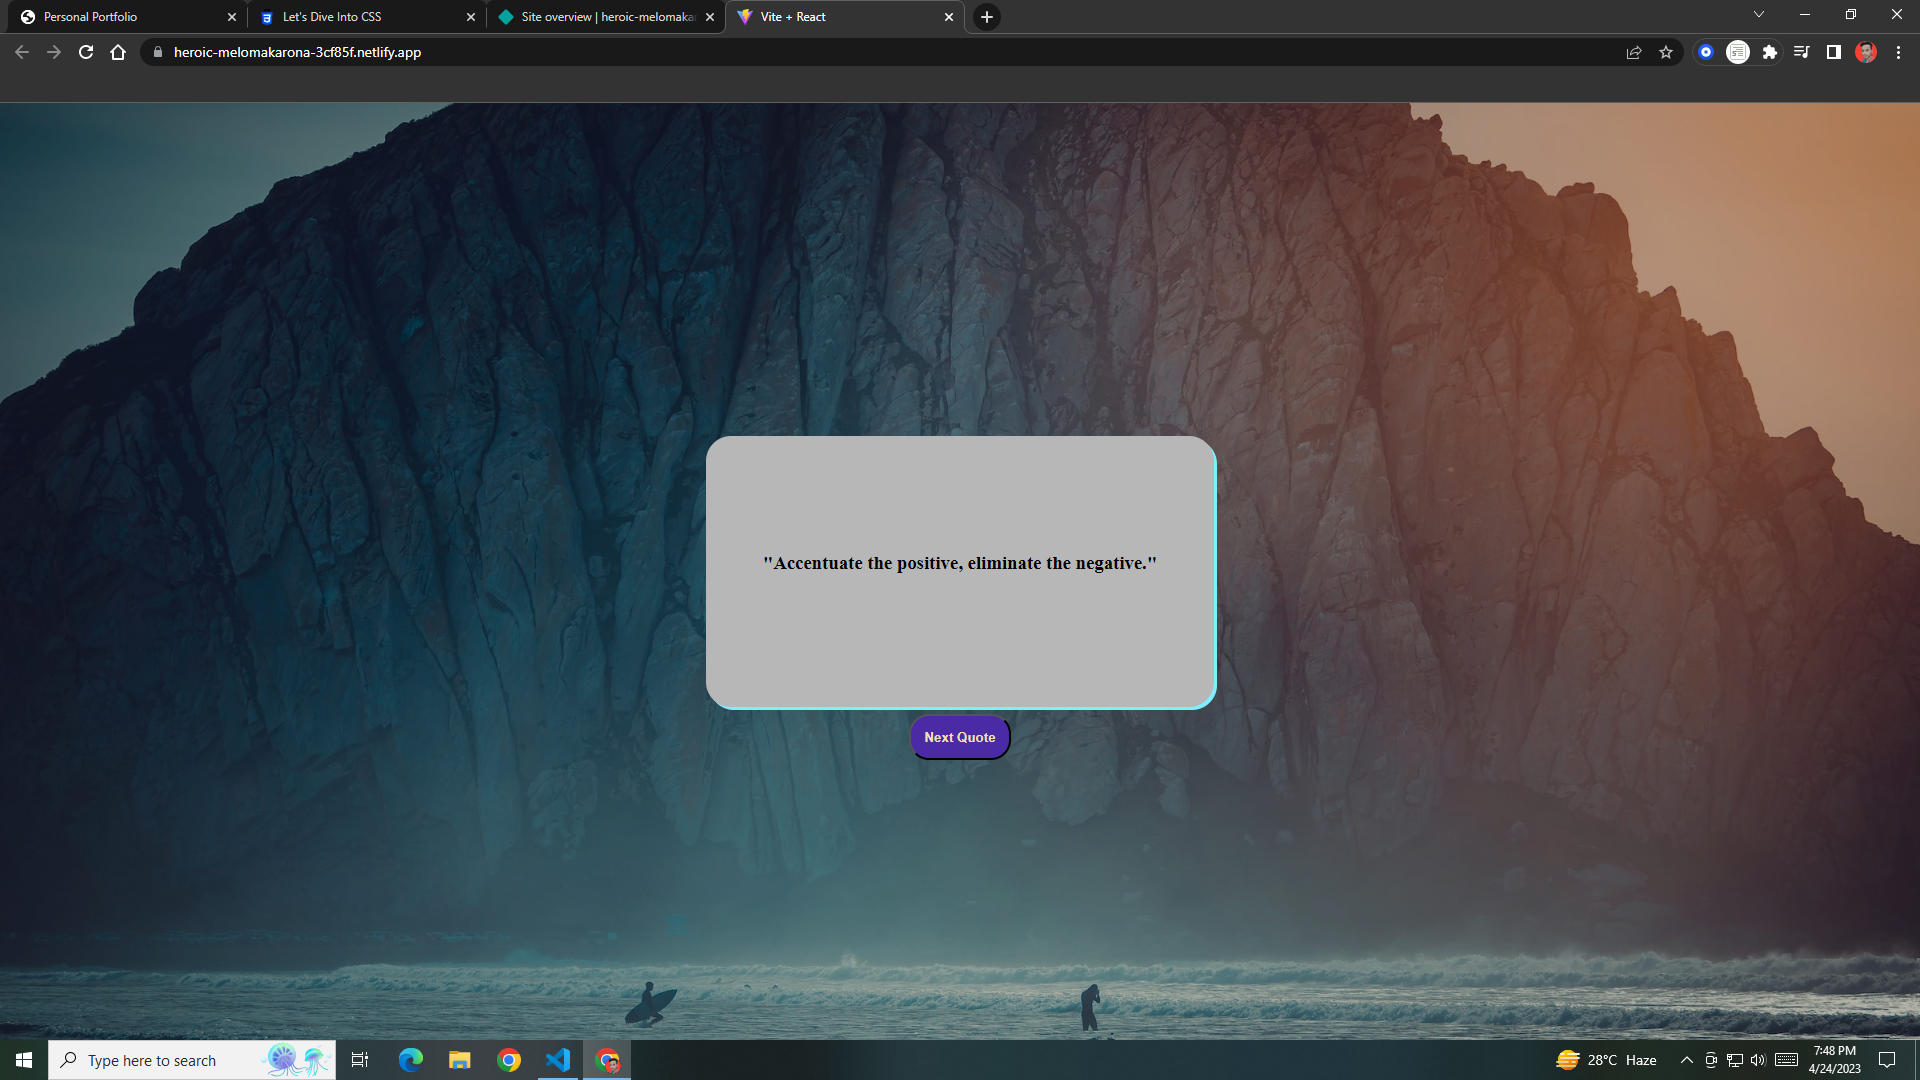 Personal Portfolio
Let's Dive Into CSS
Site overview | heroic-melomaka
Vite + React
heroic-melomakarona-3cf85f.netlify.app
"Accentuate the positive, eliminate the negative."
Next Quote
Type here to search
28°C Haze
7:48 PM
4/24/2023